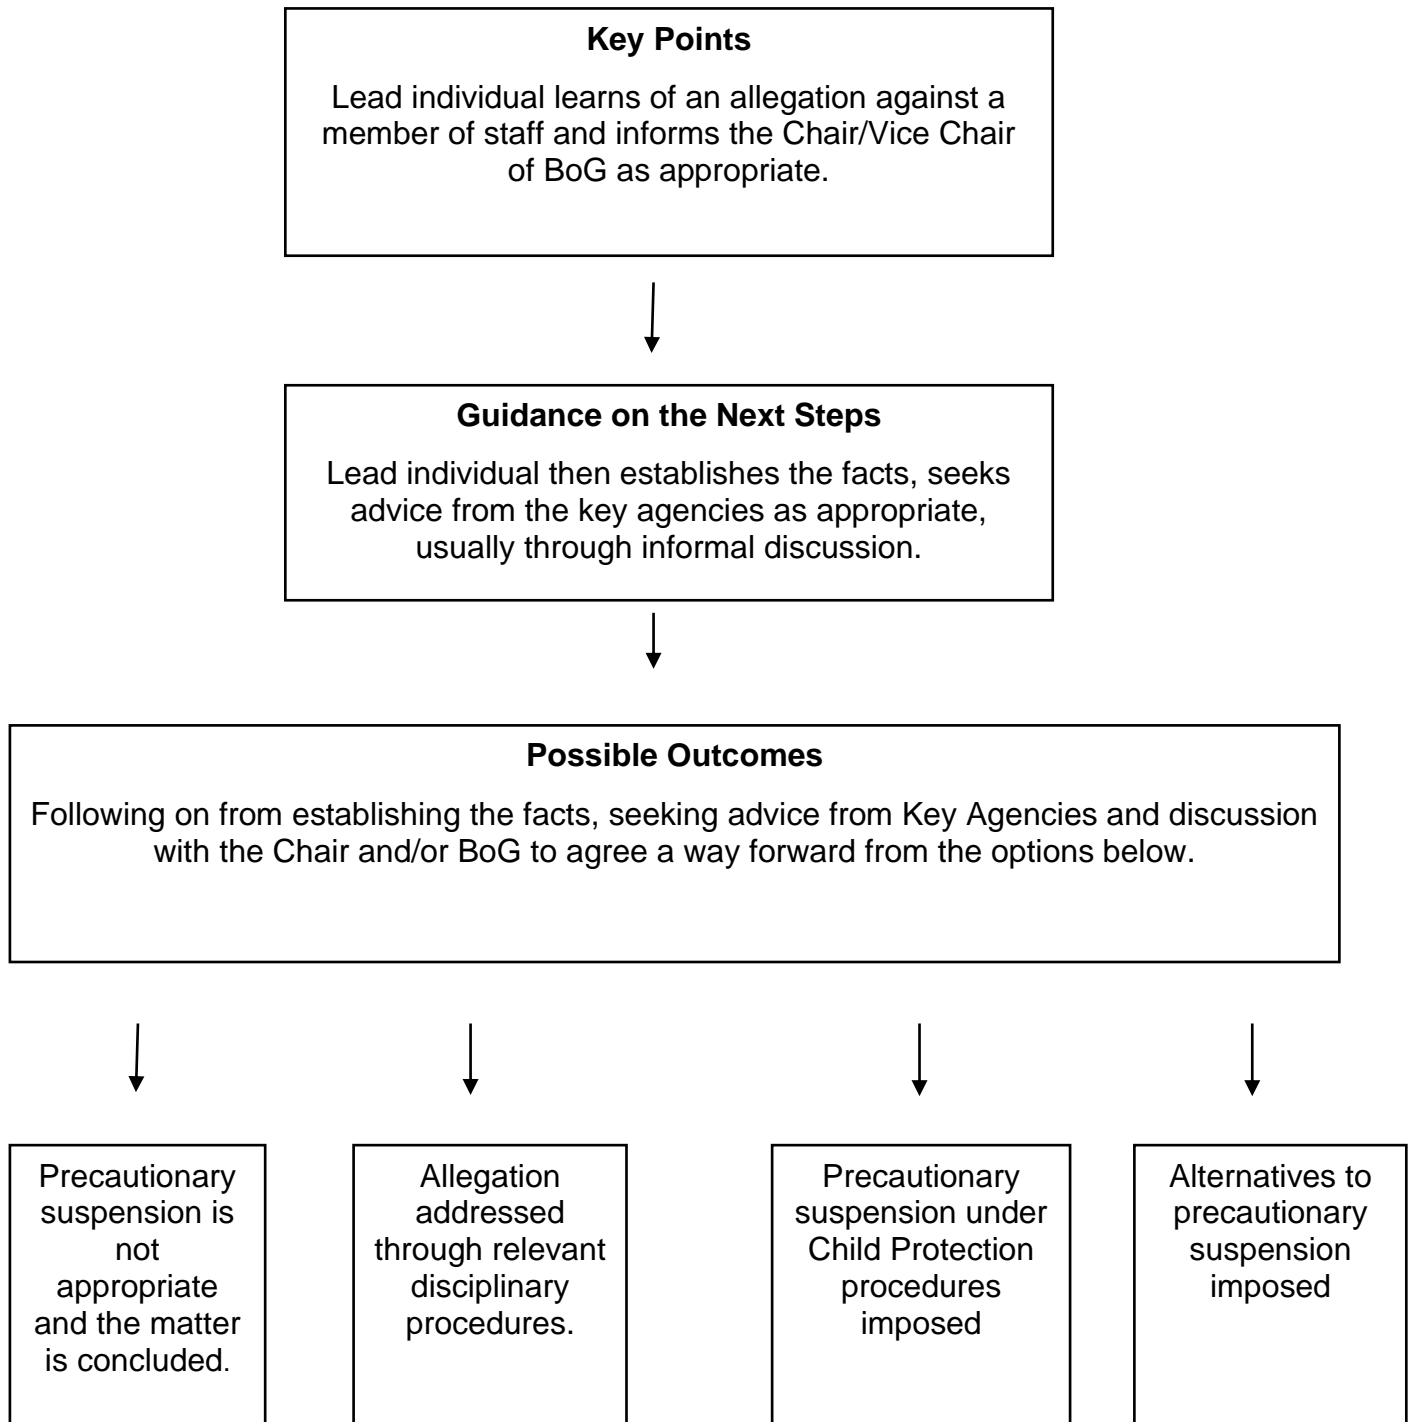 Key Points
Lead individual learns of an allegation against a
member of staff and informs the Chair/Vice Chair
of BoG as appropriate.
Guidance on the Next Steps
Lead individual then establishes the facts, seeks
advice from the key agencies as appropriate,
usually through informal discussion.
Possible Outcomes
Following on from establishing the facts, seeking advice from Key Agencies and discussion
with the Chair and/or BoG to agree a way forward from the options below.
Precautionary
suspension is
not
appropriate
and the matter
is concluded.
Allegation
addressed
through relevant
disciplinary
procedures.
Precautionary
suspension under
Child Protection
procedures
imposed
Alternatives to
precautionary
suspension
imposed